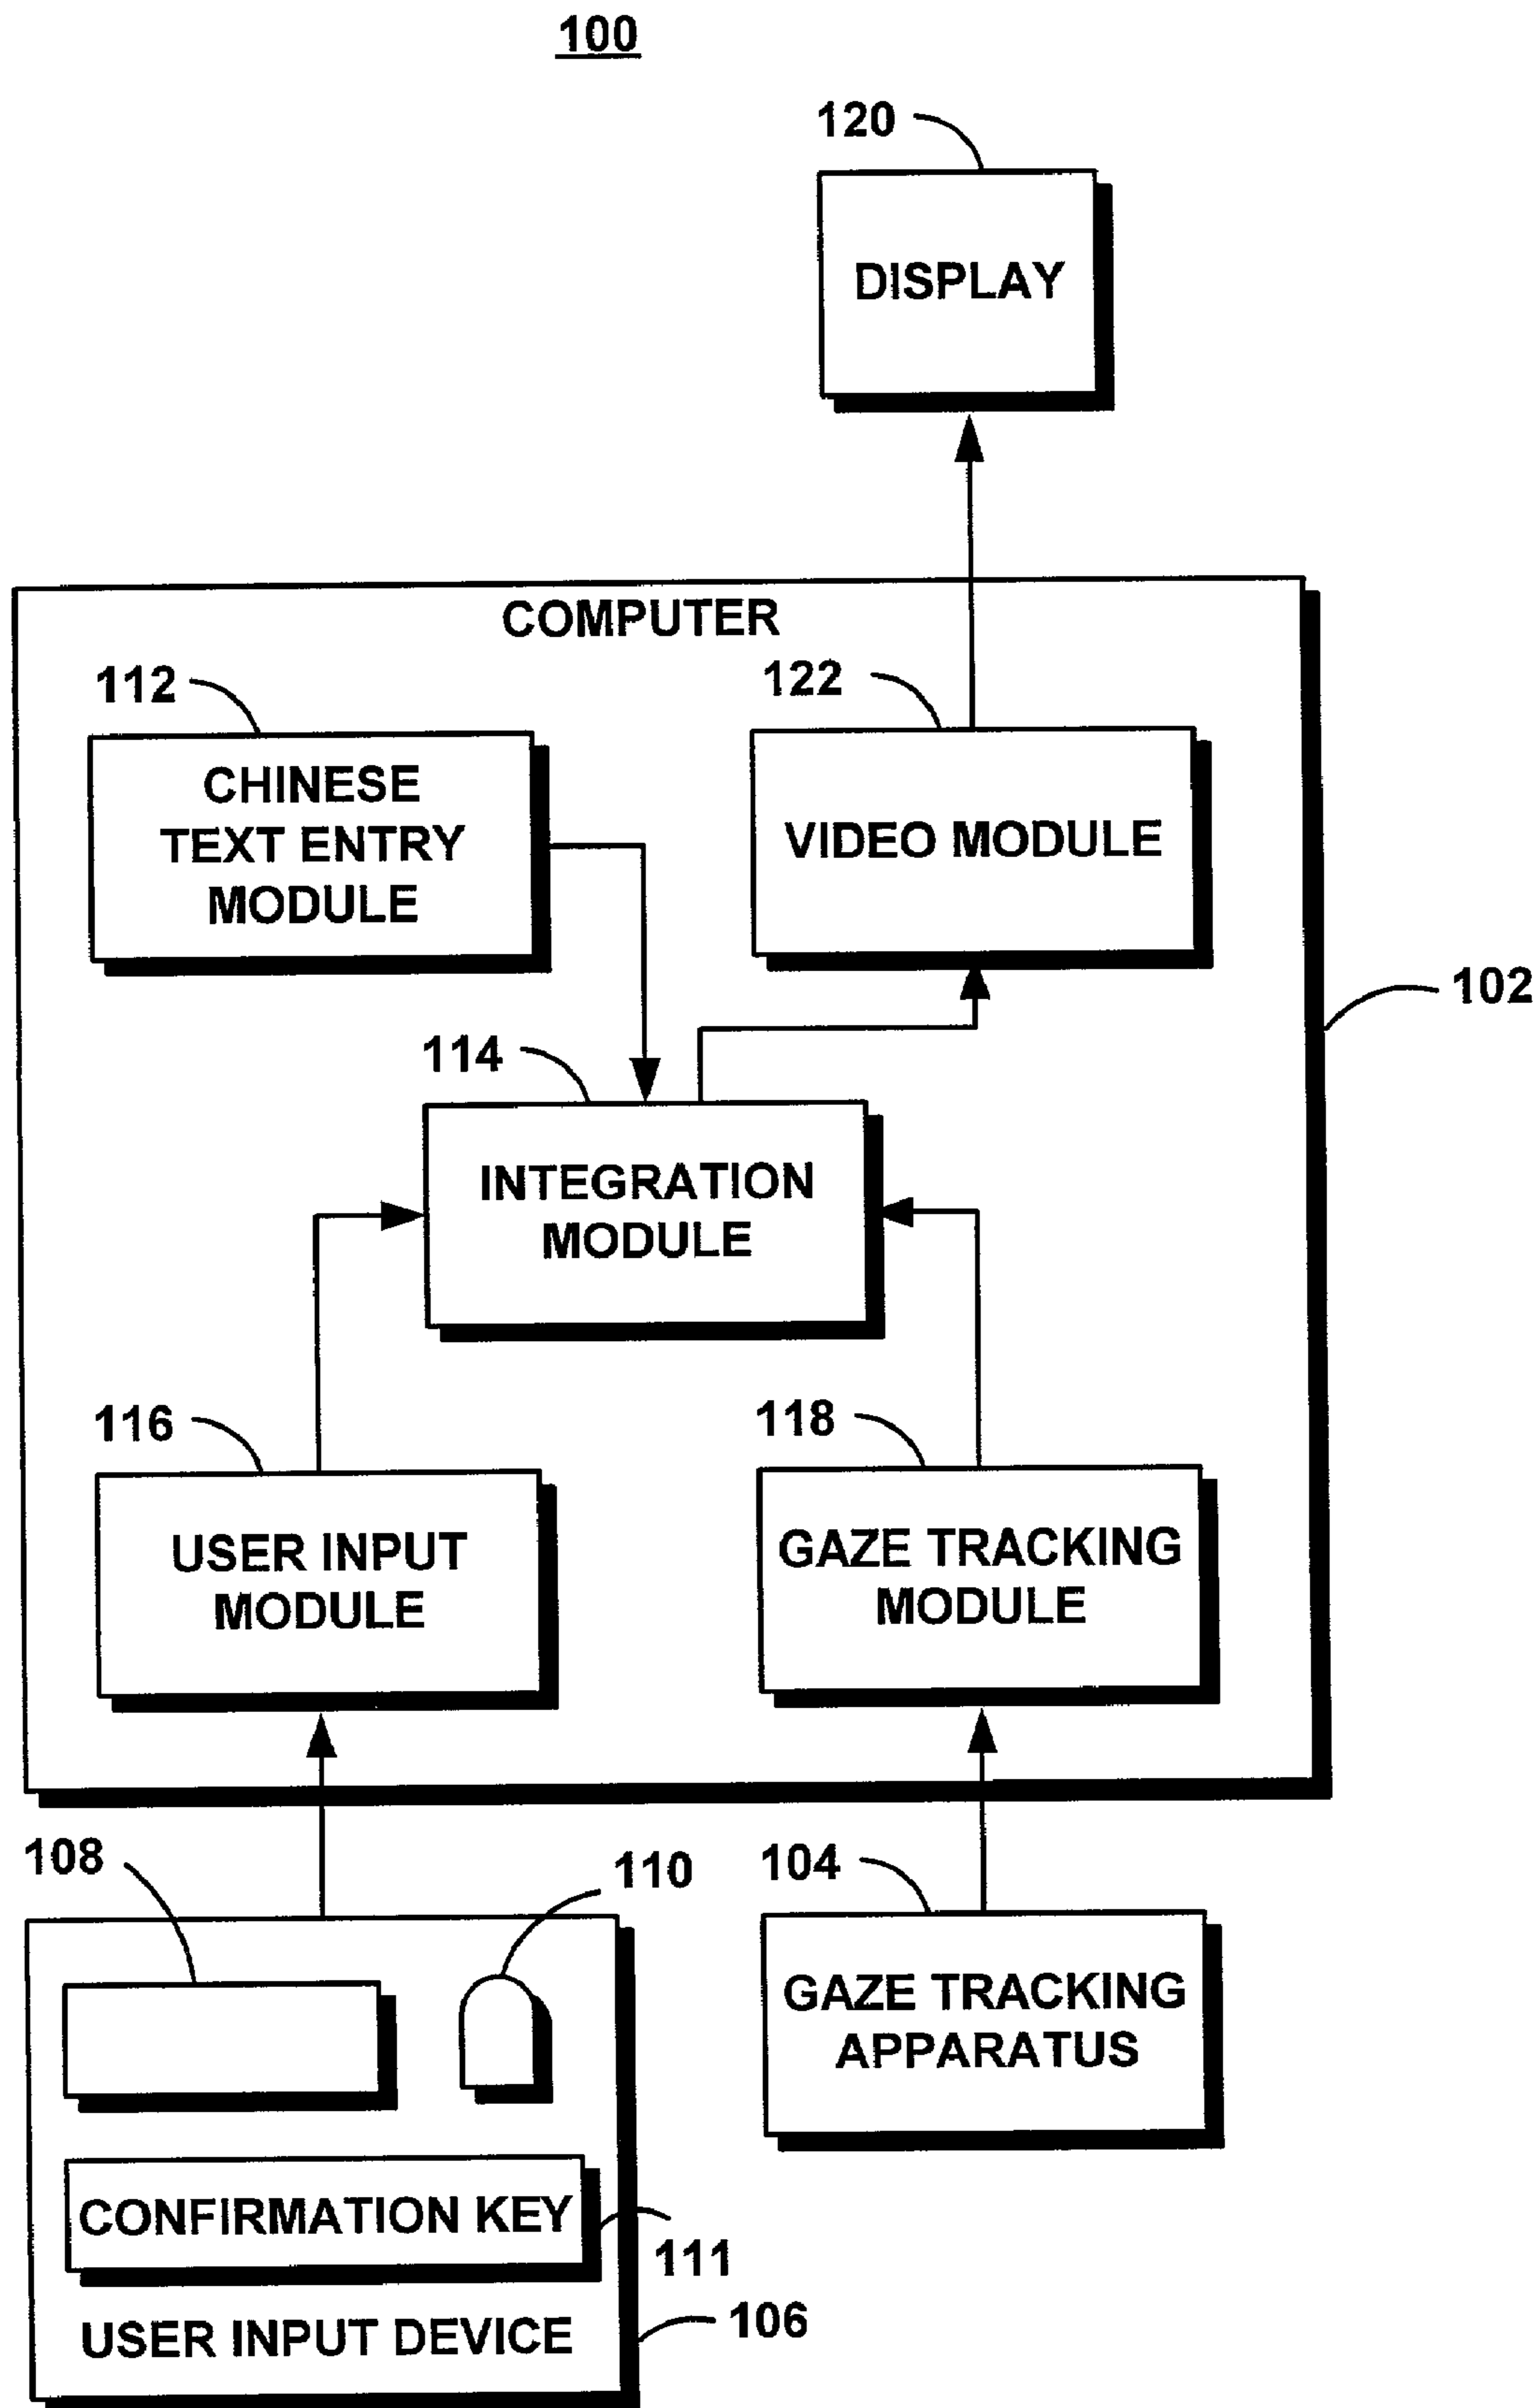 100
120
DISPLAY
COMPUTER
112
122
CHINESE
TEXT ENTRY
MODULE
VIDEO MODULE
102
114
INTEGRATION
MODULE
116
118
USER INPUT
MODULE
GAZE TRACKING
MODULE
108
110
104
GAZE TRACKING
APPARATUS
CONFIRMATION KEY
111
USER INPUT DEVICE
106